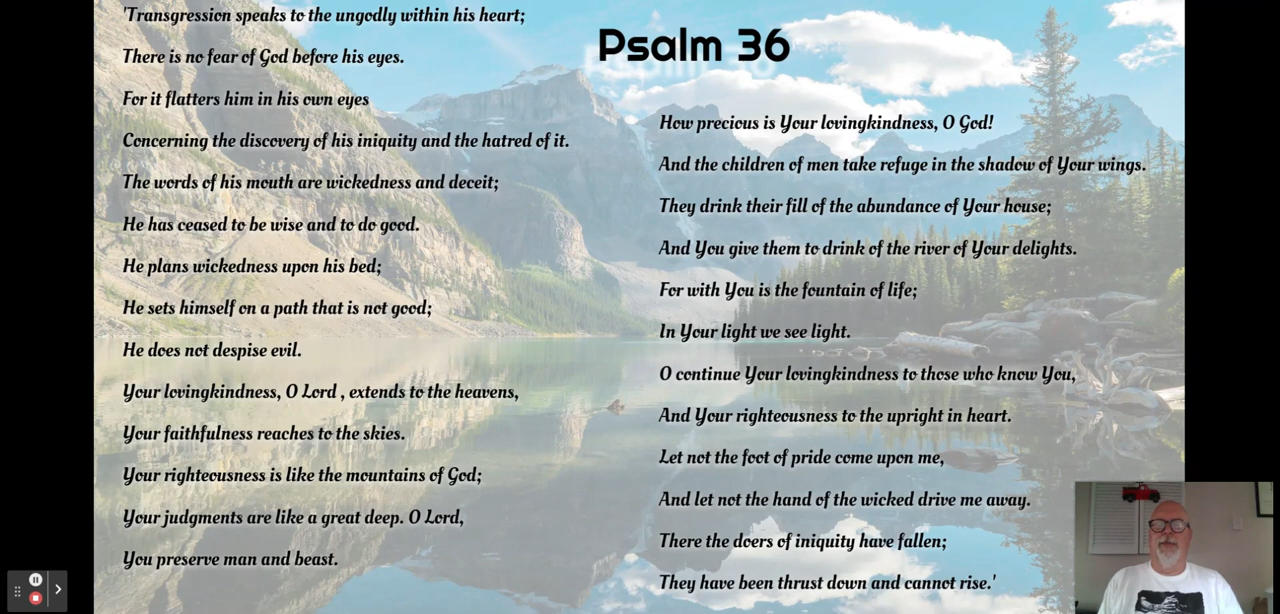 'Transgression speaks to the ungodly within his heart;
There is no fear of God before his eyes.
For it flatters him in his own eyes
Concerning the discovery of his iniquity and the hatred of it.
The words of his mouth are wickedness and deceit;
He has ceased to be wise and to do good.
He plans wickedness upon his bed;
He sets himself on a path that is not good;
He does not despise evil.
Your lovingkindness, O Lord , extends to the heavens,
Your faithfulness reaches to the skies.
Your righteousness is like the mountains of God;
Your judgments are like a great deep. O Lord,
You preserve man and beast.
Psalm 36
How precious is Your lovingkindness, O God!
And the children of men take refuge in the shadow of Your wings.
They drink their fill of the abundance of Your house;
And You give them to drink of the river of Your delights.
For with You is the fountain of life;
In Your light we see light.
O continue Your lovingkindness to those who know You,
And Your righteousness to the upright in heart.
Let not the foot of pride come upon me,
And let not the hand of the wicked drive me away.
There the doers of iniquity have fallen;
They have been thrust down and cannot rise.'